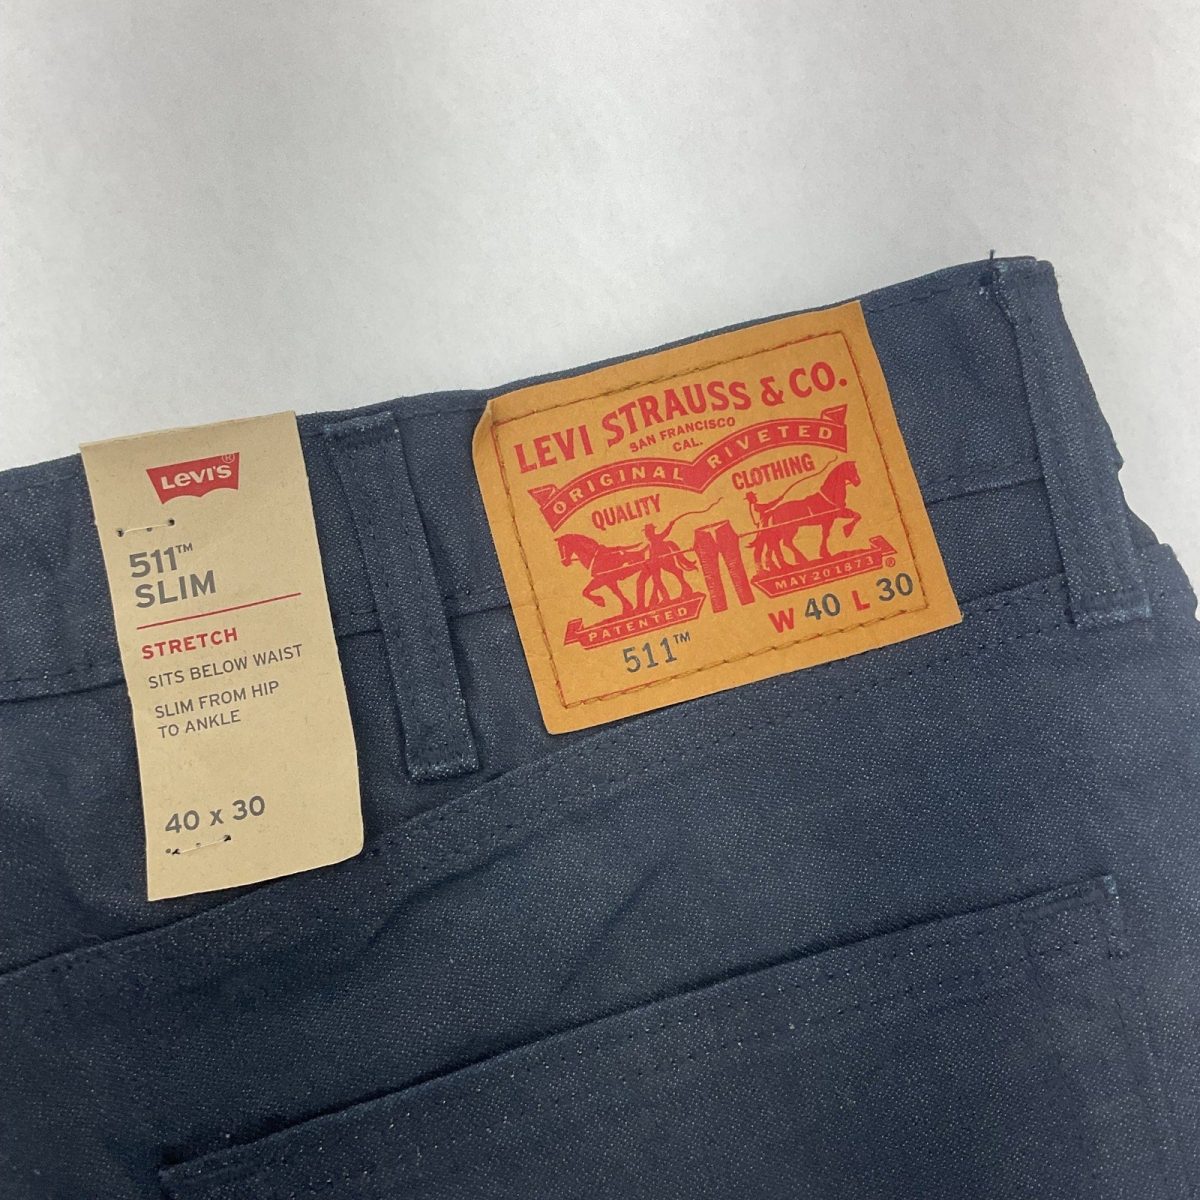 LEVI'S®
511™
SLIM
STRETCH
SITS BELOW WAIST
SLIM FROM HIP
TO ANKLE
40 x 30
LEVI STRAUSS & CO.
SAN FRANCISCO
CAL.
ORIGINAL RIVETED
QUALITY CLOTHING
PATENTED
MAY 20 1873 ®
511™ W 40 L 30